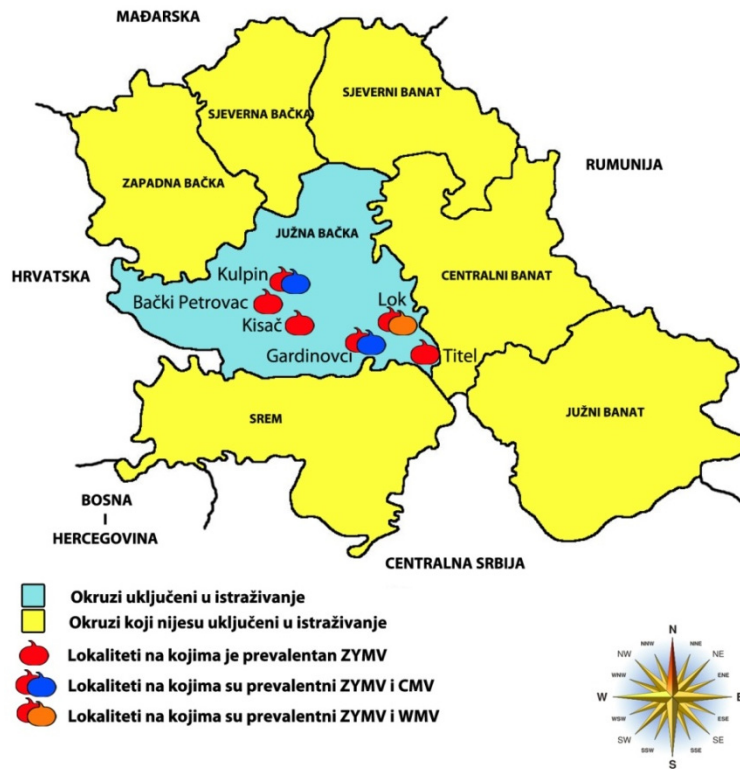 MAĐARSKA
SJEVERNI BANAT
SJEVERNA BAČKA
RUMUNIJA
ZAPADNA BAČKA
JUŽNA BAČKA
HRVATSKA
CENTRALNI BANAT
Kulpin
Bački Petrovac
Lok
Kisač
Gardinovci
Titel
JUŽNI BANAT
SREM
BOSNA
I
HERCEGOVINA
CENTRALNA SRBIJA
Okruzi uključeni u istraživanje
Okruzi koji nijesu uključeni u istraživanje
Lokaliteti na kojima je prevalentan ZYMV
Lokaliteti na kojima su prevalentni ZYMV i CMV
Lokaliteti na kojima su prevalentni ZYMV i WMV
N
NNW
NNE
NW
NE
WNW
ENE
W
E
WSW
ESE
SW
SE
SSW
SSE
S